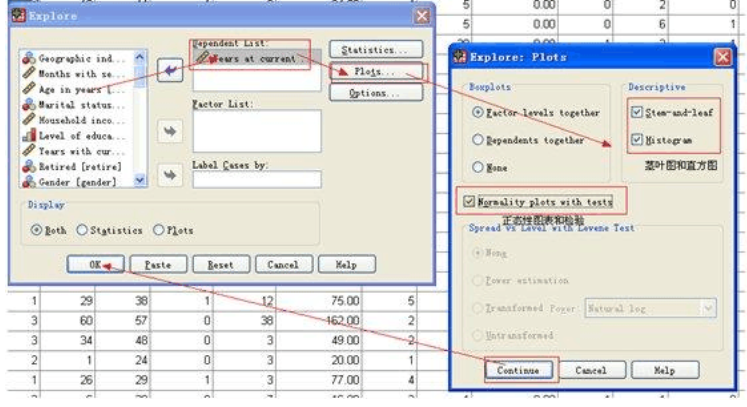 Explore
Dependent List:
Geographic ind...
Months with se...
Age in years [...
Marital status...
Household inco...
Level of educa...
Years with cur...
Retired [retire]
Gender [gender]
Years at current ...
Factor List:
Label Cases by:
Statistics...
Plots...
Options...
Display
Both Statistics Plots
OK Paste Reset Cancel Help
Explore: Plots
Boxplots
Factor levels together
Dependents together
None
Descriptive
Stem-and-leaf
Histogram
茎叶图和直方图
Normality plots with tests
正态性图表和检验
Spread vs Level with Levene Test
None
Power estimation
Transformed Power Natural log
Untransformed
Continue Cancel Help
5 0.00 0 2 0
5 0.00 0 6 1
1 29 38 1 12 75.00 5
3 60 57 0 38 162.00 2
3 34 48 0 3 49.00 2
2 1 24 0 3 20.00 1
1 26 29 1 3 77.00 4